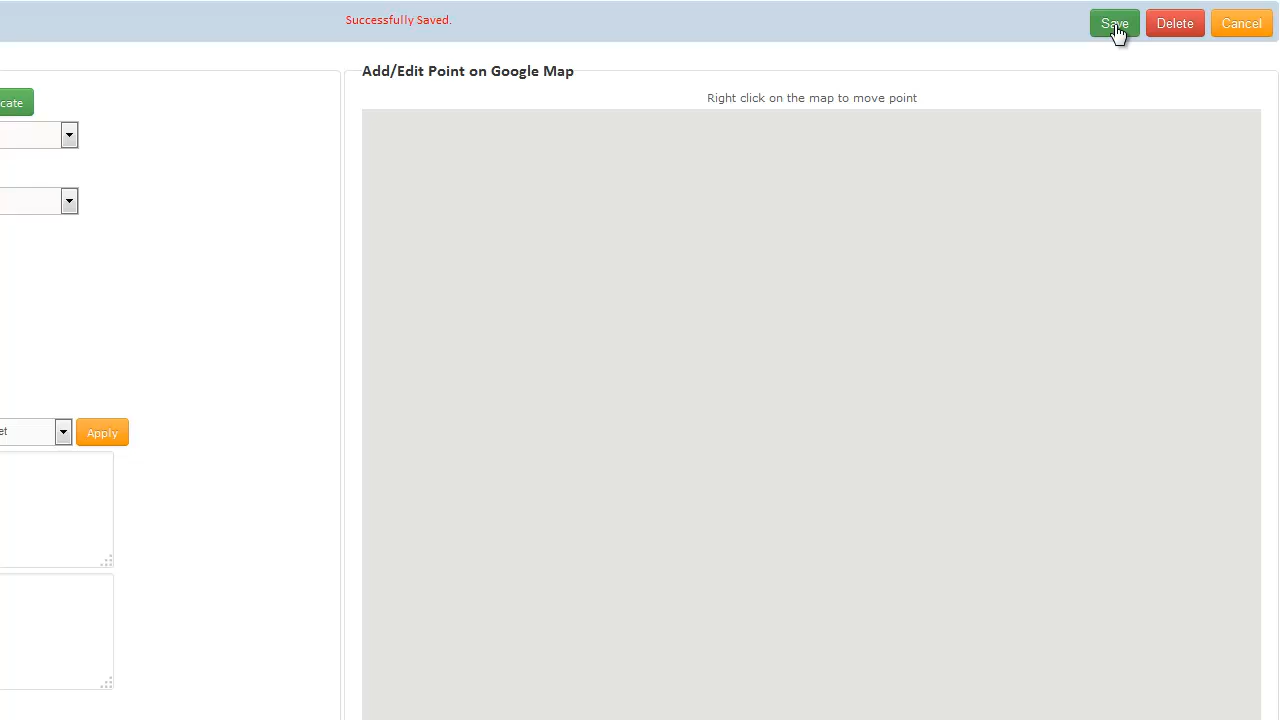 Successfully Saved.
Save
Delete
Cancel
Add/Edit Point on Google Map
cate
Right click on the map to move point
et
Apply